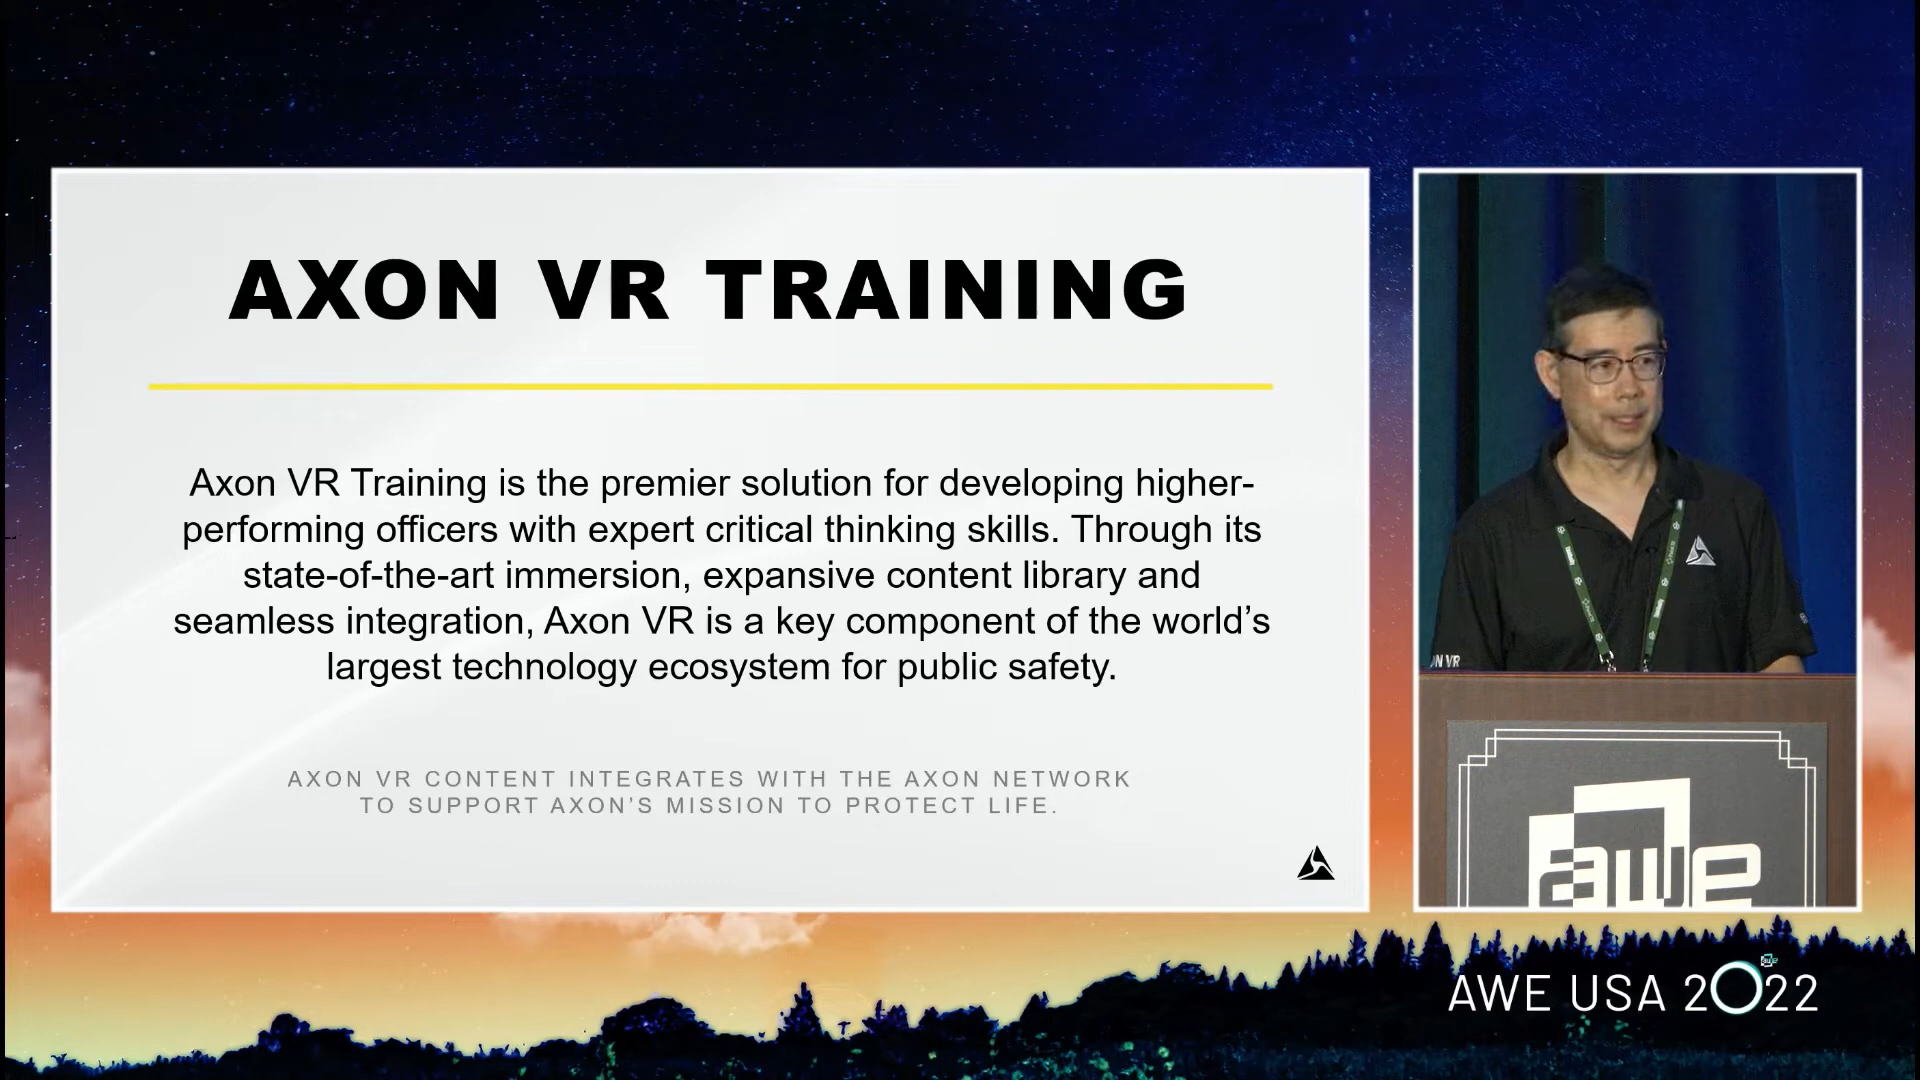 AXON VR TRAINING
Axon VR Training is the premier solution for developing higher-
performing officers with expert critical thinking skills. Through its
state-of-the-art immersion, expansive content library and
seamless integration, Axon VR is a key component of the world’s
largest technology ecosystem for public safety.
AXON VR CONTENT INTEGRATES WITH THE AXON NETWORK
TO SUPPORT AXON’S MISSION TO PROTECT LIFE.
ON VR
awe
AWE USA 2022